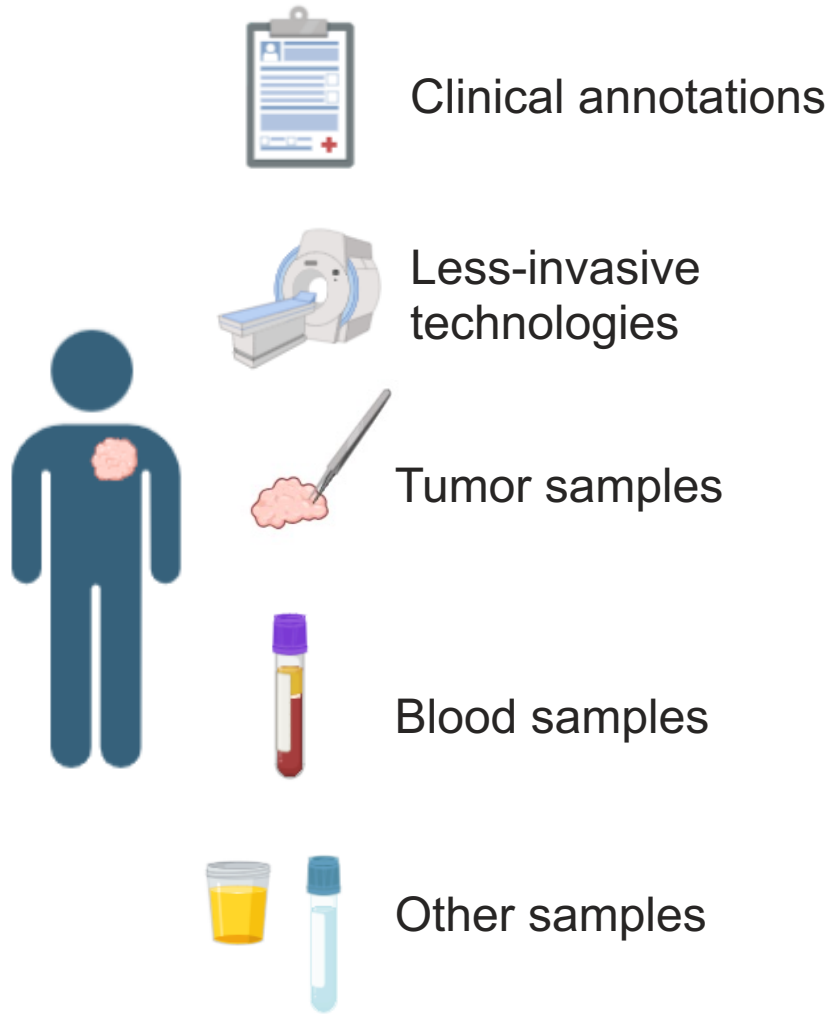 Clinical annotations
Less-invasive
technologies
Tumor samples
Blood samples
Other samples